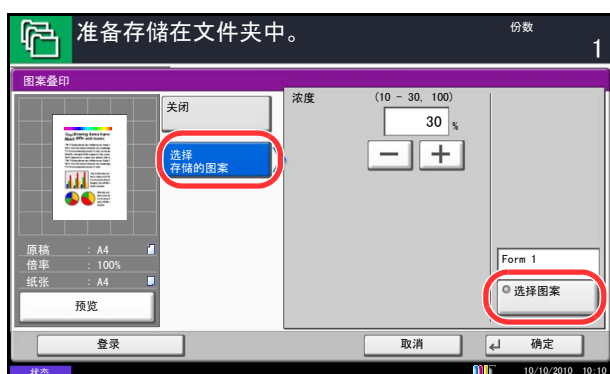 准备存储在文件夹中。
份数
1
图案叠印
关闭
选择
存储的图案
浓度
(10 - 30, 100)
30 %
Form 1
选择图案
原稿 : A4
倍率 : 100%
纸张 : A4
预览
登录
取消
确定
状态
10/10/2010 10:10